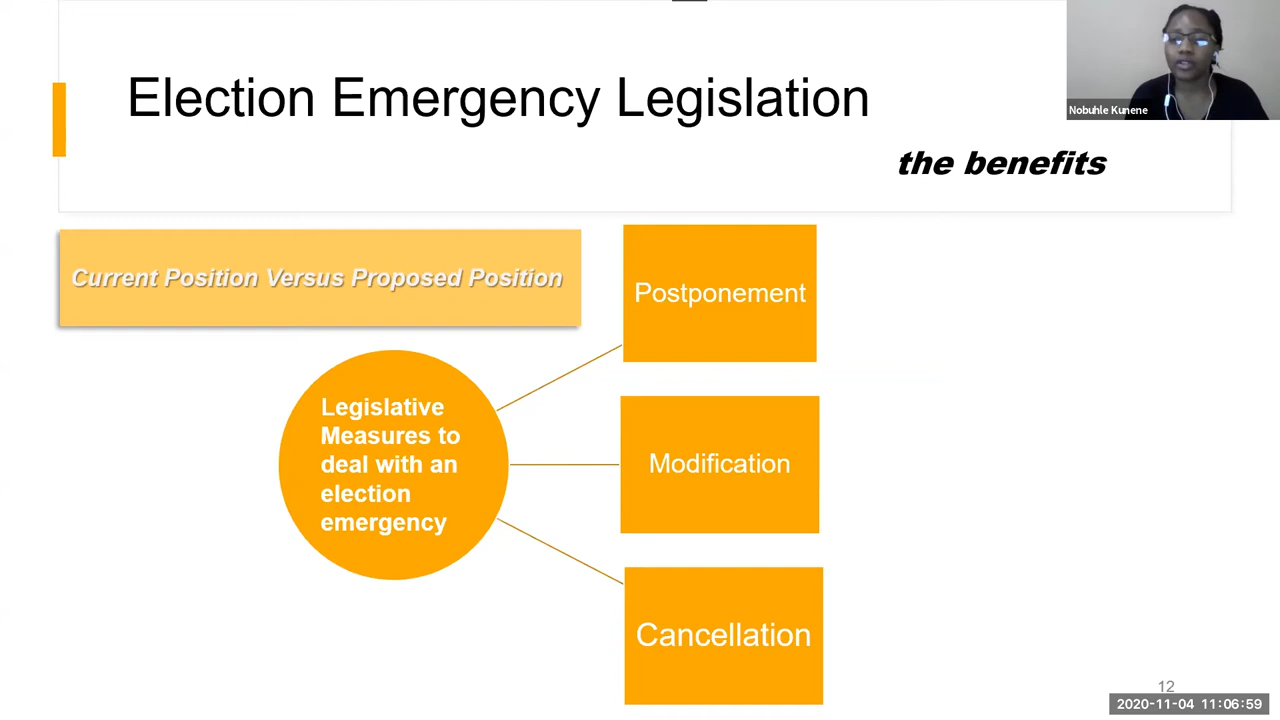 Election Emergency Legislation
Nobuhle Kunene
the benefits
Current Position Versus Proposed Position
Postponement
Legislative
Measures to
deal with an
election
emergency
Modification
Cancellation
12
2020-11-04 11:06:59